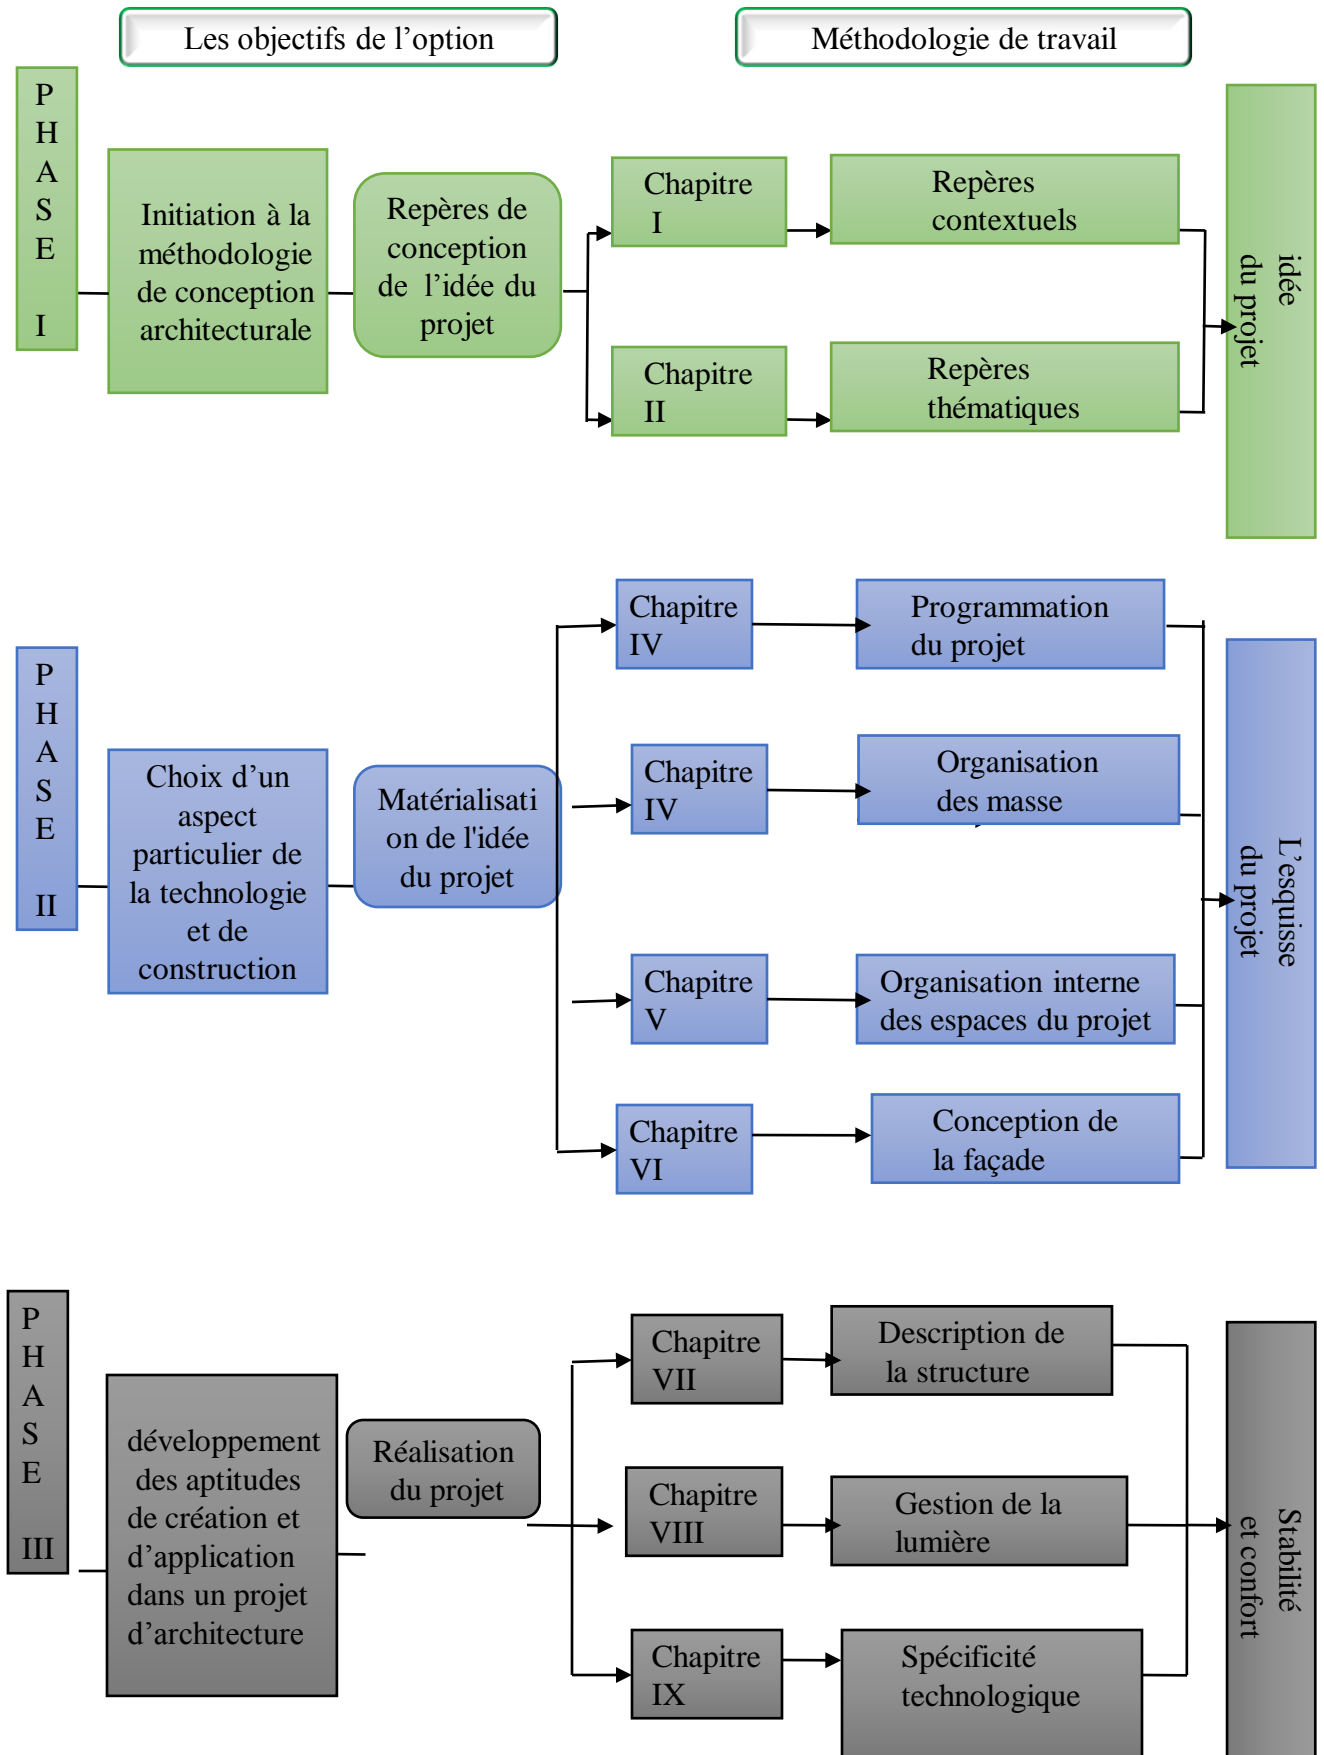 Les objectifs de l’option
Méthodologie de travail
P
H
A
S
E
I
Initiation à la
méthodologie
de conception
architecturale
Repères de
conception
de l’idée du
projet
Chapitre
I
Repères
contextuels
Chapitre
II
Repères
thématiques
idée
du projet
P
H
A
S
E
II
Choix d’un
aspect
particulier de
la technologie
et de
construction
Matérialisati
on de l'idée
du projet
Chapitre
IV
Programmation
du projet
Chapitre
IV
Organisation
des masse
Chapitre
V
Organisation interne
des espaces du projet
Chapitre
VI
Conception de
la façade
L’esquisse
du projet
P
H
A
S
E
III
développement
des aptitudes
de création et
d’application
dans un projet
d’architecture
Réalisation
du projet
Chapitre
VII
Description de
la structure
Chapitre
VIII
Gestion de la
lumière
Chapitre
IX
Spécificité
technologique
Stabilité
et confort